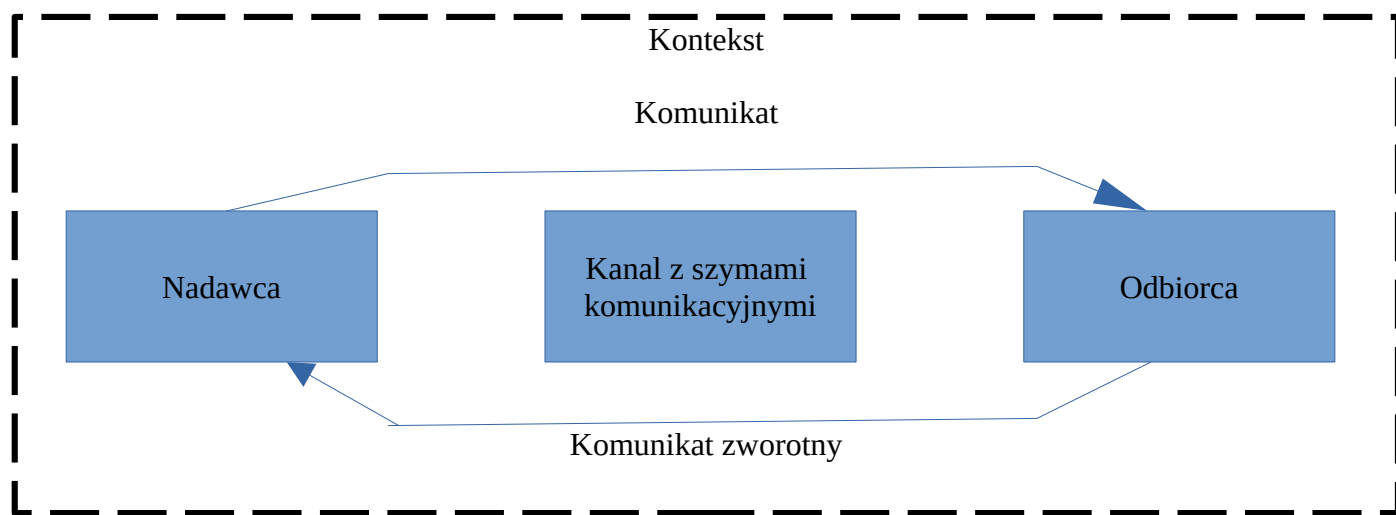 Kontekst
Komunikat
Nadawca
Kanal z szymami
komunikacyjnymi
Odbiorca
Komunikat zworotny